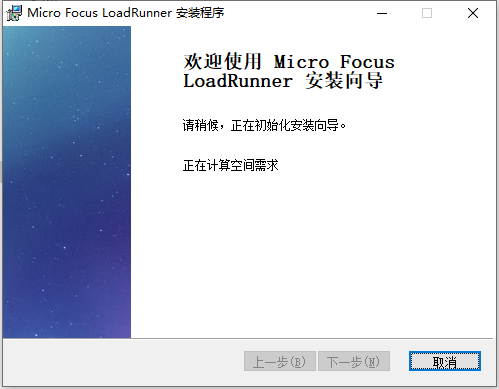 Micro Focus LoadRunner 安装程序
欢迎使用 Micro Focus
LoadRunner 安装向导
请稍候，正在初始化安装向导。
正在计算空间需求
上一步(B) 下一步(N) 取消